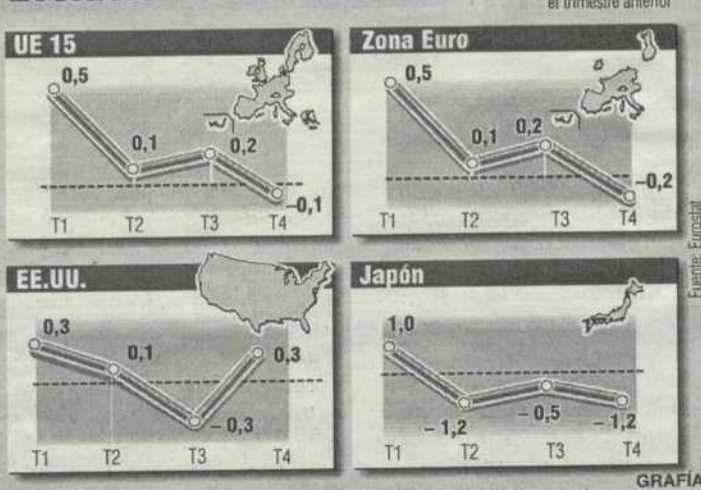 el trimestre anterior
UE 15
0,5
0,1
0,2
–0,1
T1 T2 T3 T4
Zona Euro
0,5
0,1
0,2
–0,2
T1 T2 T3 T4
EE.UU.
0,3
0,1
– 0,3
0,3
T1 T2 T3 T4
Japón
1,0
– 1,2
– 0,5
– 1,2
T1 T2 T3 T4
Fuente: Eurostat
GRAFÍA